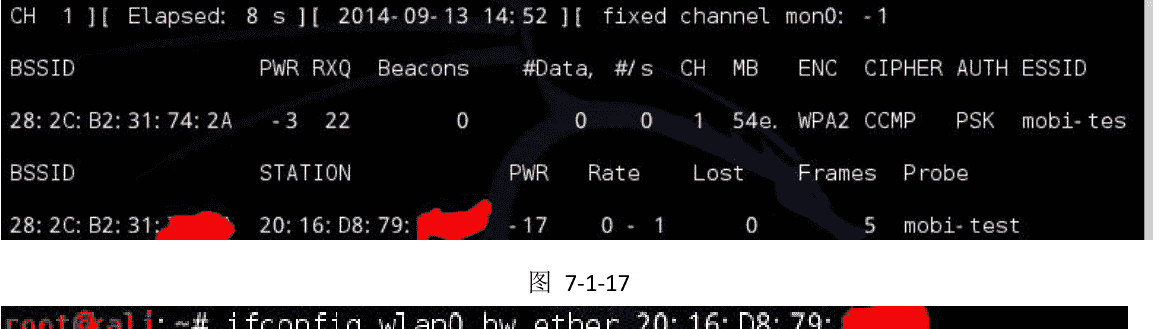 CH 1 ][ Elapsed: 8 s ][ 2014-09-13 14:52 ][ fixed channel mon0: -1
BSSID PWR RXQ Beacons #Data, #/s CH MB ENC CIPHER AUTH ESSID
28:2C:B2:31:74:2A -3 22 0 0 0 1 54e. WPA2 CCMP PSK mobi-tes
BSSID STATION PWR Rate Lost Frames Probe
28:2C:B2:31: 20:16:D8:79: -17 0 - 1 0 5 mobi-test
图 7-1-17
root@kali:~# ifconfig wlan0 hw ether 20:16:D8:79: